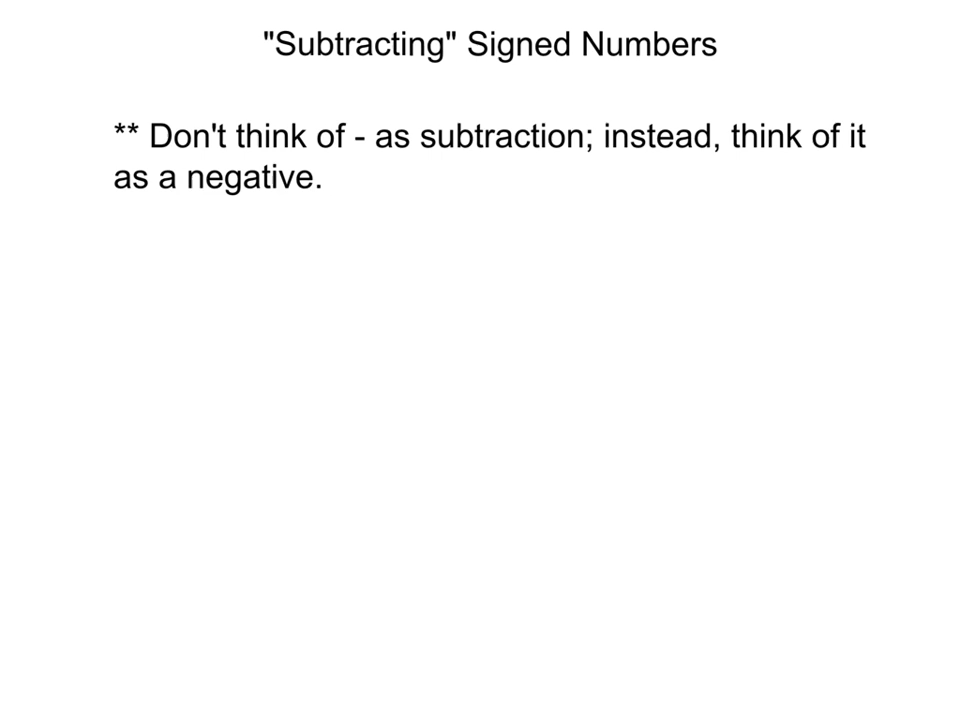 "Subtracting" Signed Numbers
** Don't think of - as subtraction; instead, think of it
as a negative.